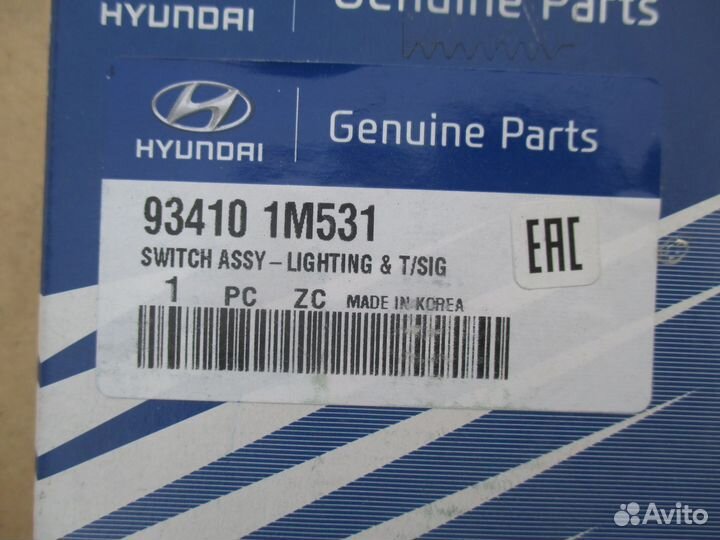 HYUNDAI
Genuine Parts
HYUNDAI
Genuine Parts
93410 1M531
SWITCH ASSY - LIGHTING & T/SIG
EAC
1 PC ZC MADE IN KOREA
Avito